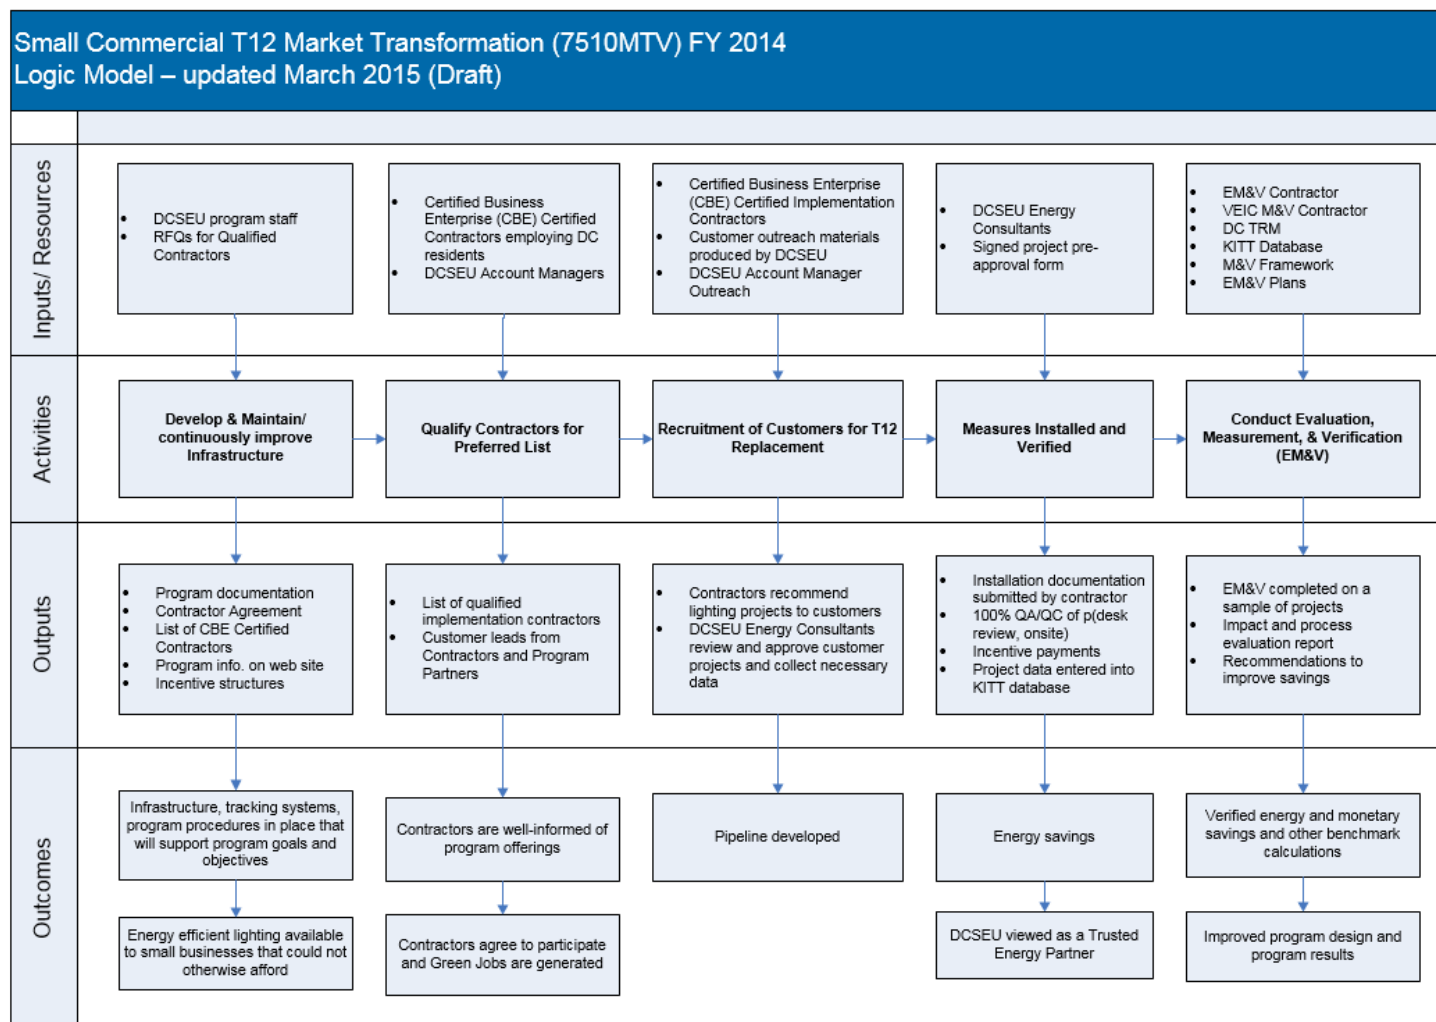 Small Commercial T12 Market Transformation (7510MTV) FY 2014
Logic Model – updated March 2015 (Draft)
Inputs/ Resources
• DCSEU program staff
• RFQs for Qualified
Contractors
• Certified Business
Enterprise (CBE) Certified
Contractors employing DC
residents
• DCSEU Account Managers
• Certified Business Enterprise
(CBE) Certified Implementation
Contractors
• Customer outreach materials
produced by DCSEU
• DCSEU Account Manager
Outreach
• DCSEU Energy
Consultants
• Signed project pre-
approval form
• EM&V Contractor
• VEIC M&V Contractor
• DC TRM
• KITT Database
• M&V Framework
• EM&V Plans
Activities
Develop & Maintain/
continuously improve
Infrastructure
Qualify Contractors for
Preferred List
Recruitment of Customers for T12
Replacement
Measures Installed and
Verified
Conduct Evaluation,
Measurement, & Verification
(EM&V)
Outputs
• Program documentation
• Contractor Agreement
• List of CBE Certified
Contractors
• Program info. on web site
• Incentive structures
• List of qualified
implementation contractors
• Customer leads from
Contractors and Program
Partners
• Contractors recommend
lighting projects to customers
• DCSEU Energy Consultants
review and approve customer
projects and collect necessary
data
• Installation documentation
submitted by contractor
• 100% QA/QC of p(desk
review, onsite)
• Incentive payments
• Project data entered into
KITT database
• EM&V completed on a
sample of projects
• Impact and process
evaluation report
• Recommendations to
improve savings
Outcomes
Infrastructure, tracking systems,
program procedures in place that
will support program goals and
objectives
Contractors are well-informed of
program offerings
Pipeline developed
Energy savings
Verified energy and monetary
savings and other benchmark
calculations
Energy efficient lighting available
to small businesses that could not
otherwise afford
Contractors agree to participate
and Green Jobs are generated
DCSEU viewed as a Trusted
Energy Partner
Improved program design and
program results